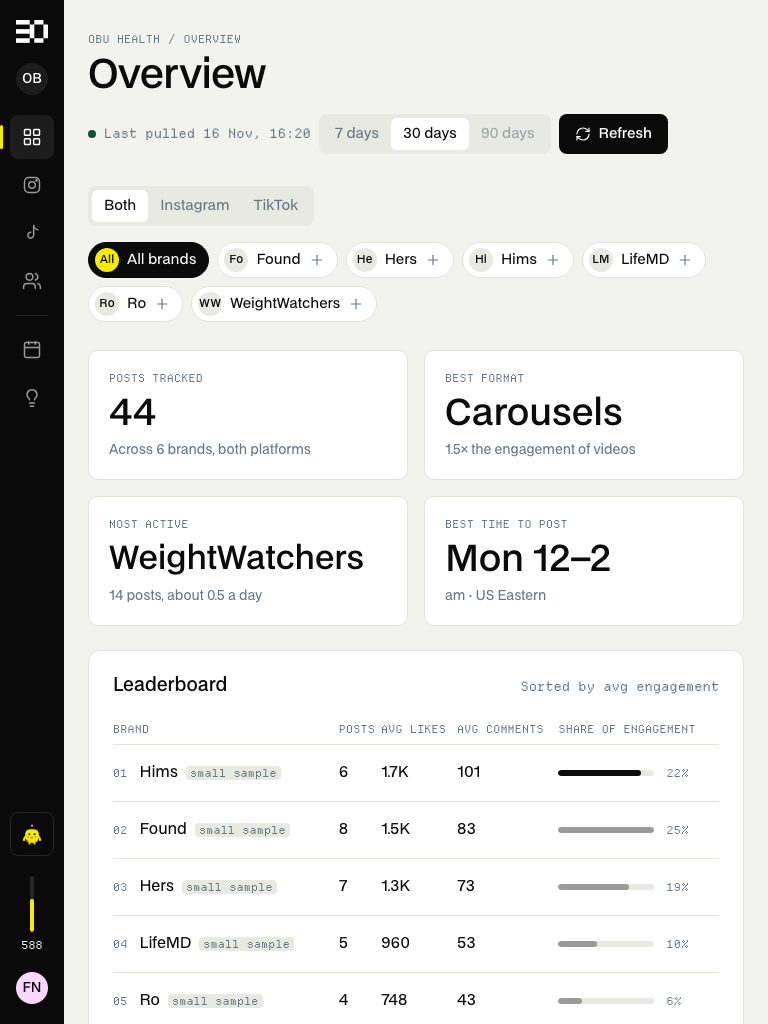 OB
OBU HEALTH / OVERVIEW
Overview
Last pulled 16 Nov, 16:20
7 days
30 days
90 days
Refresh
Both
Instagram
TikTok
All All brands
Fo Found +
He Hers +
Hi Hims +
LM LifeMD +
Ro Ro +
WW WeightWatchers +
POSTS TRACKED
44
Across 6 brands, both platforms
BEST FORMAT
Carousels
1.5× the engagement of videos
MOST ACTIVE
WeightWatchers
14 posts, about 0.5 a day
BEST TIME TO POST
Mon 12–2
am · US Eastern
Leaderboard
Sorted by avg engagement
BRAND POSTS AVG LIKES AVG COMMENTS SHARE OF ENGAGEMENT
01 Hims small sample 6 1.7K 101 22%
02 Found small sample 8 1.5K 83 25%
03 Hers small sample 7 1.3K 73 19%
04 LifeMD small sample 5 960 53 10%
05 Ro small sample 4 748 43 6%
588
FN